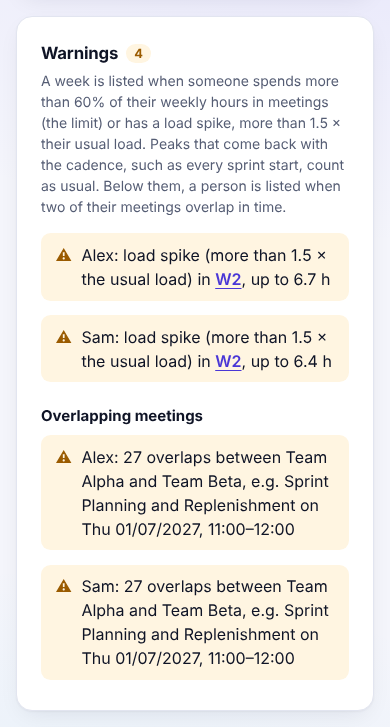 Warnings 4
A week is listed when someone spends more
than 60% of their weekly hours in meetings
(the limit) or has a load spike, more than 1.5 ×
their usual load. Peaks that come back with
the cadence, such as every sprint start, count
as usual. Below them, a person is listed when
two of their meetings overlap in time.
Alex: load spike (more than 1.5 ×
the usual load) in W2, up to 6.7 h
Sam: load spike (more than 1.5 ×
the usual load) in W2, up to 6.4 h
Overlapping meetings
Alex: 27 overlaps between Team
Alpha and Team Beta, e.g. Sprint
Planning and Replenishment on
Thu 01/07/2027, 11:00–12:00
Sam: 27 overlaps between Team
Alpha and Team Beta, e.g. Sprint
Planning and Replenishment on
Thu 01/07/2027, 11:00–12:00